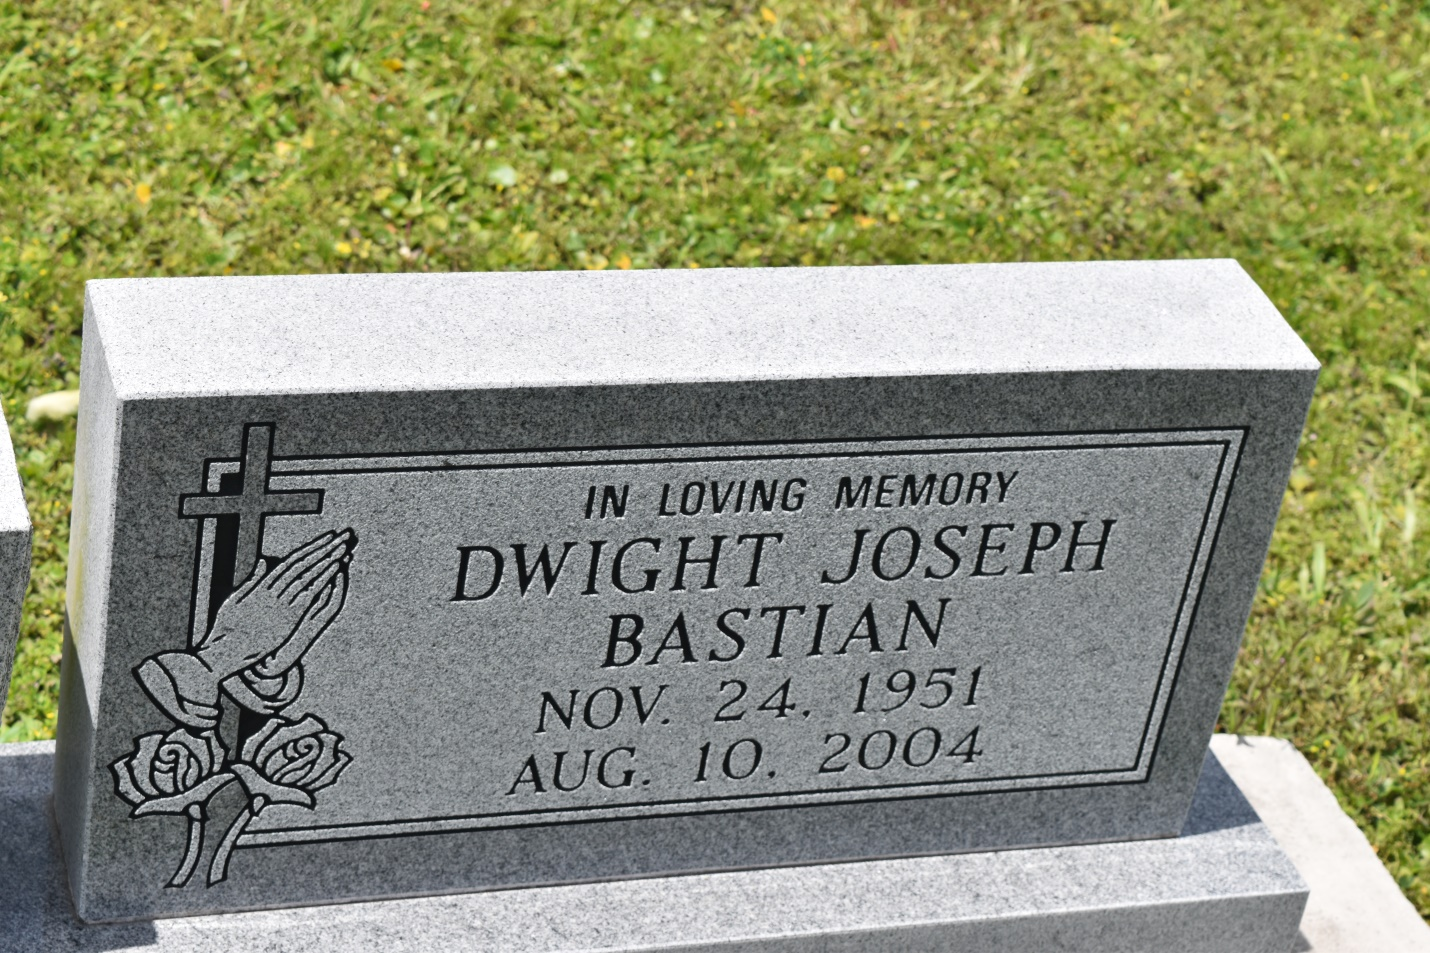 IN LOVING MEMORY
DWIGHT JOSEPH
BASTIAN
NOV. 24, 1951
AUG. 10, 2004